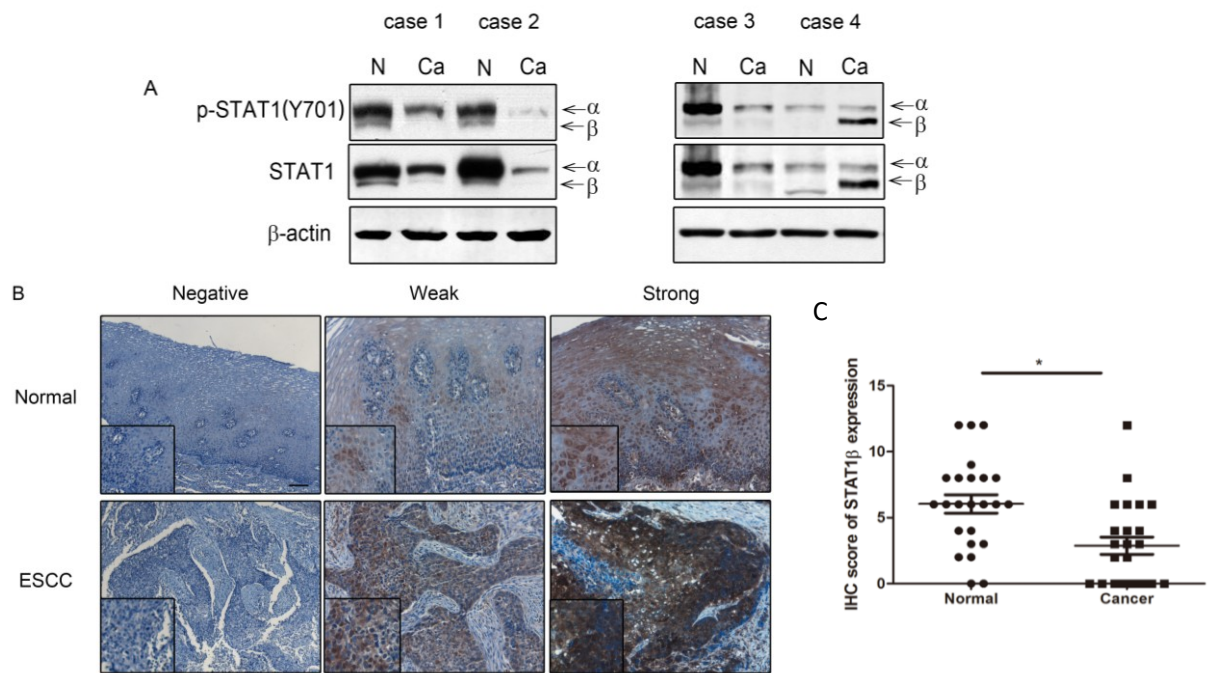 case 1 case 2 case 3 case 4
N Ca N Ca N Ca N Ca
A
p-STAT1(Y701) ←α ←α
←β ←β
STAT1 ←α ←α
←β ←β
β-actin
B Negative Weak Strong
Normal
ESCC
C
*
IHC score of STAT1β expression
15
10
5
0
Normal Cancer